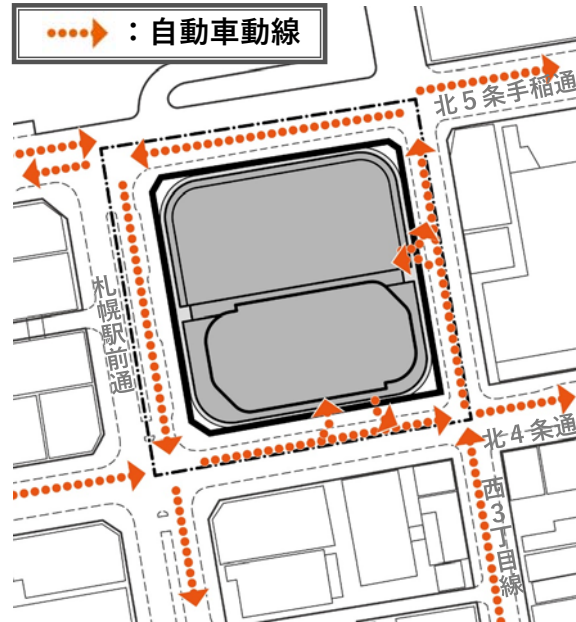 ：自動車動線
北５条手稲通
札幌駅前通
北４条通
西３丁目線